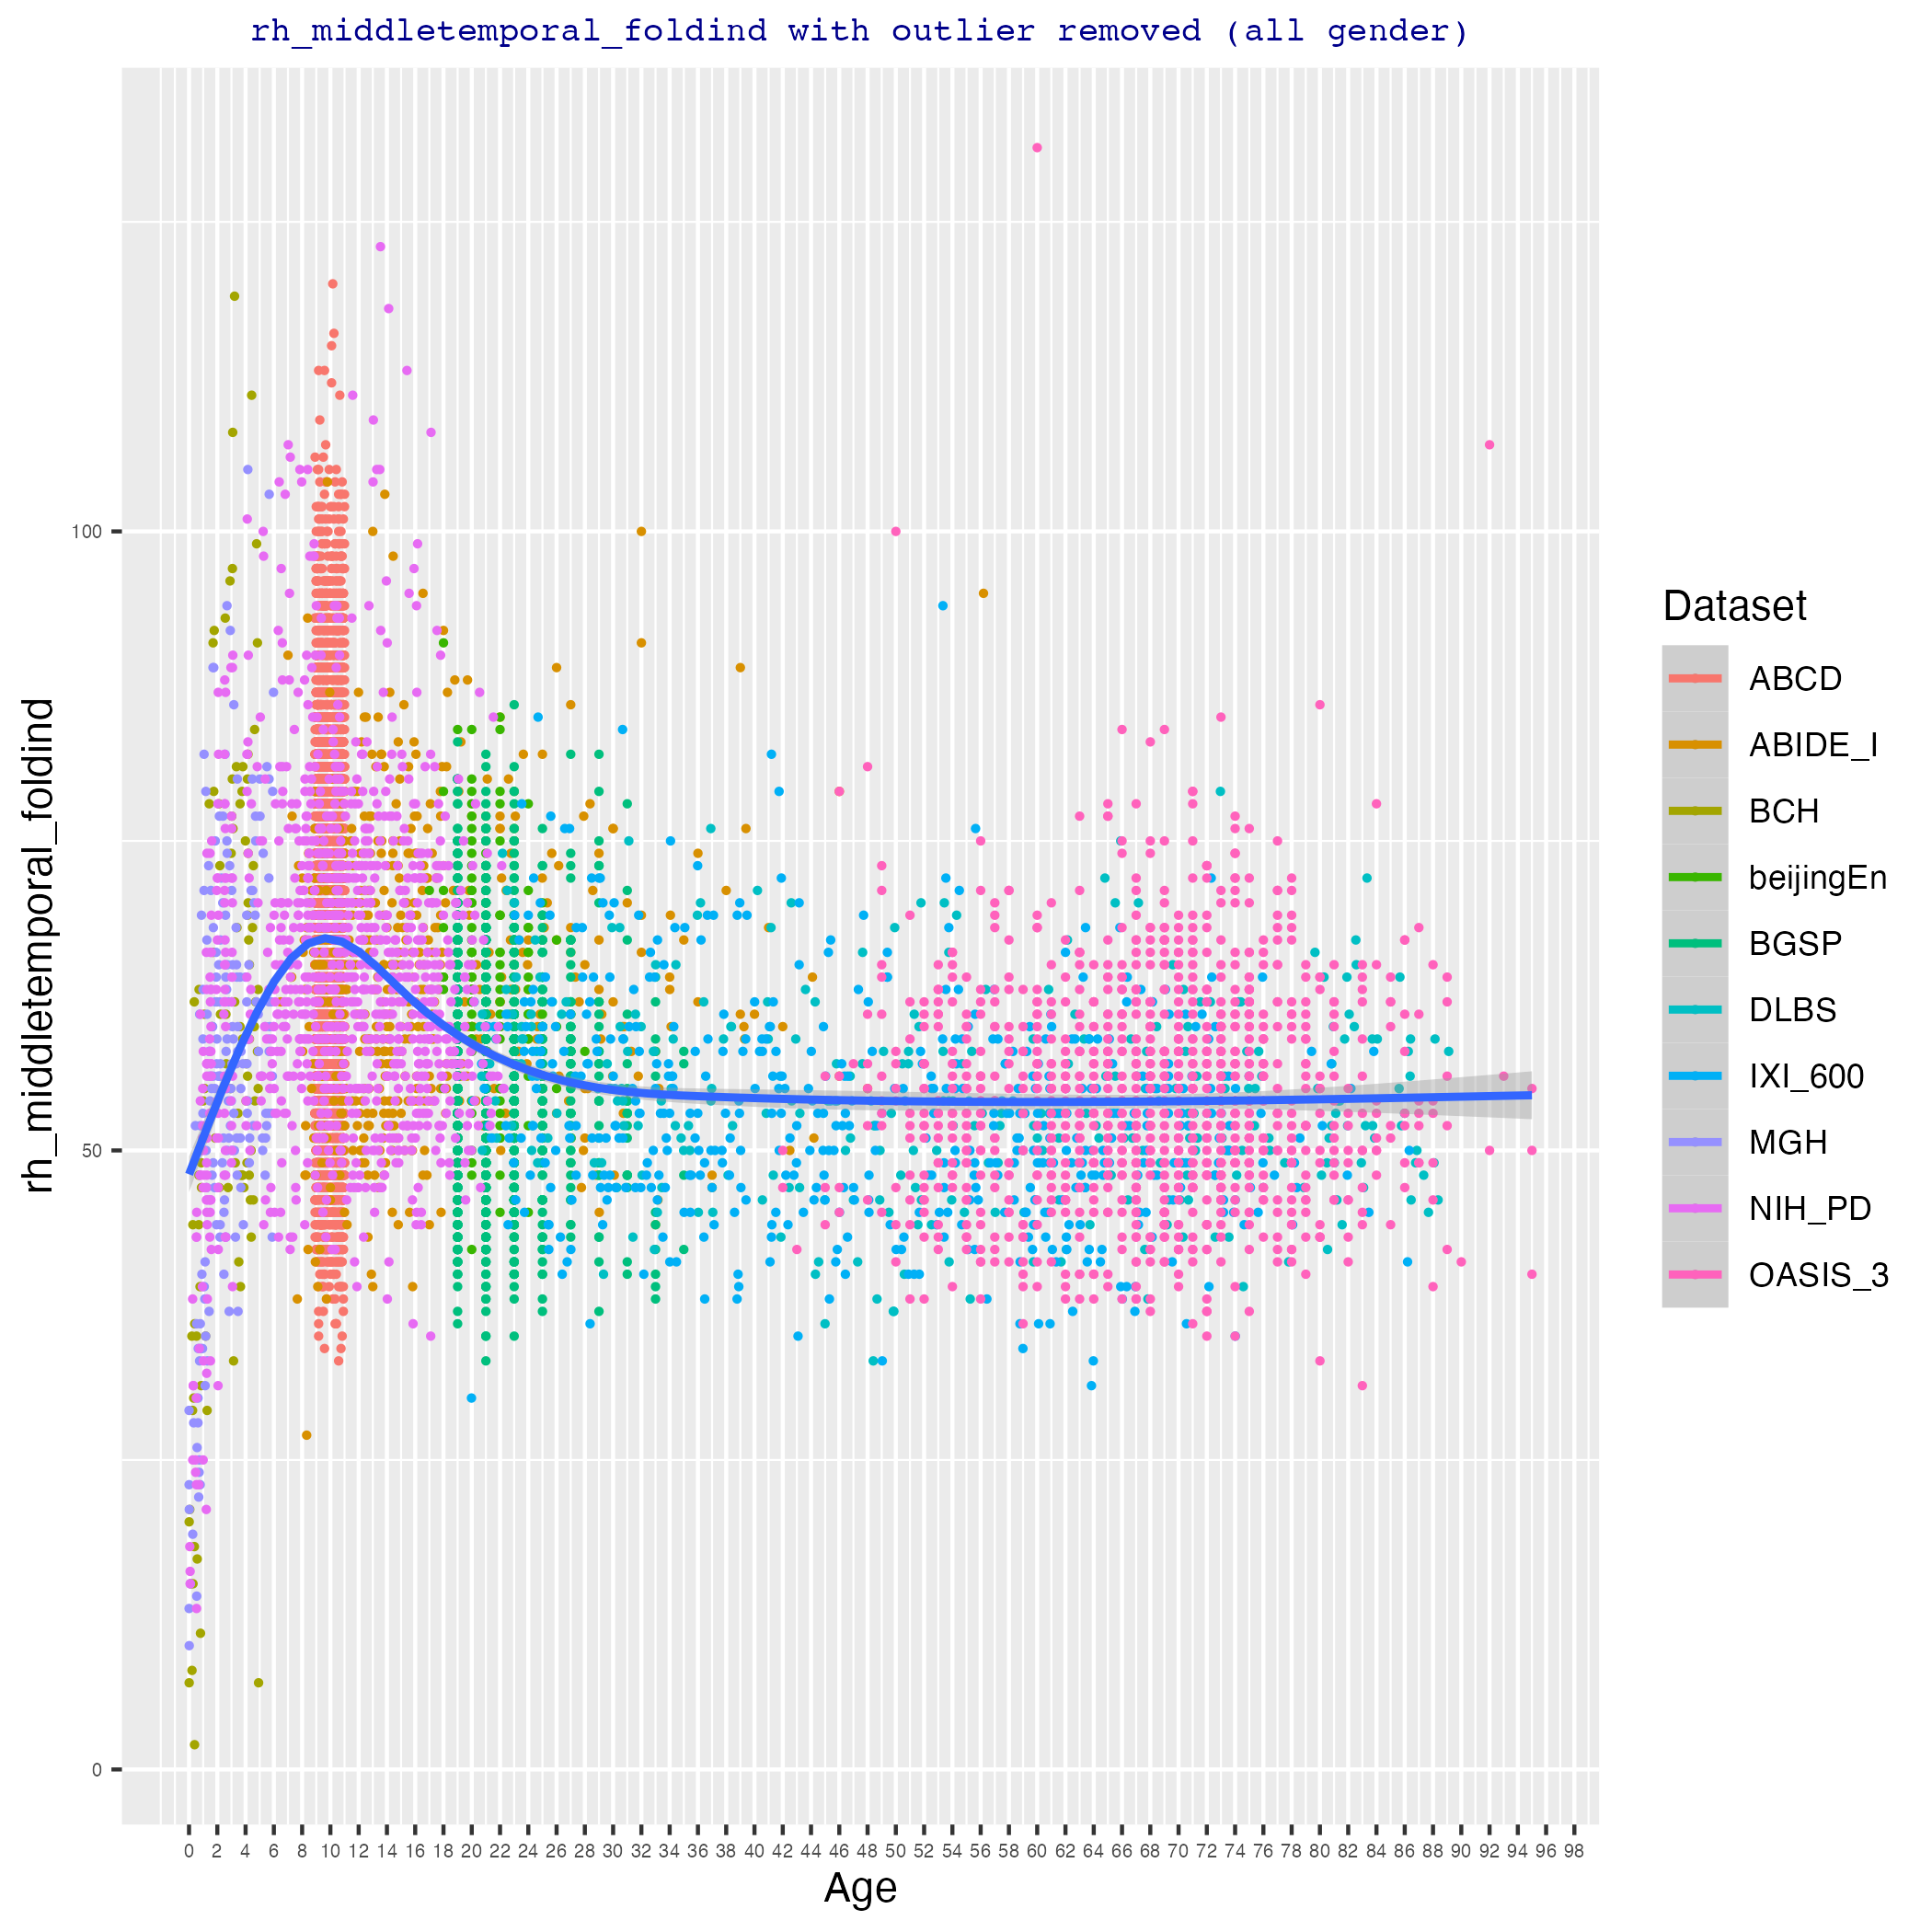 rh_middletemporal_foldind with outlier removed (all gender)
rh_middletemporal_foldind
100
50
0
0 2 4 6 8 10 12 14 16 18 20 22 24 26 28 30 32 34 36 38 40 42 44 46 48 50 52 54 56 58 60 62 64 66 68 70 72 74 76 78 80 82 84 86 88 90 92 94 96 98
Age
Dataset
ABCD
ABIDE_I
BCH
beijingEn
BGSP
DLBS
IXI_600
MGH
NIH_PD
OASIS_3